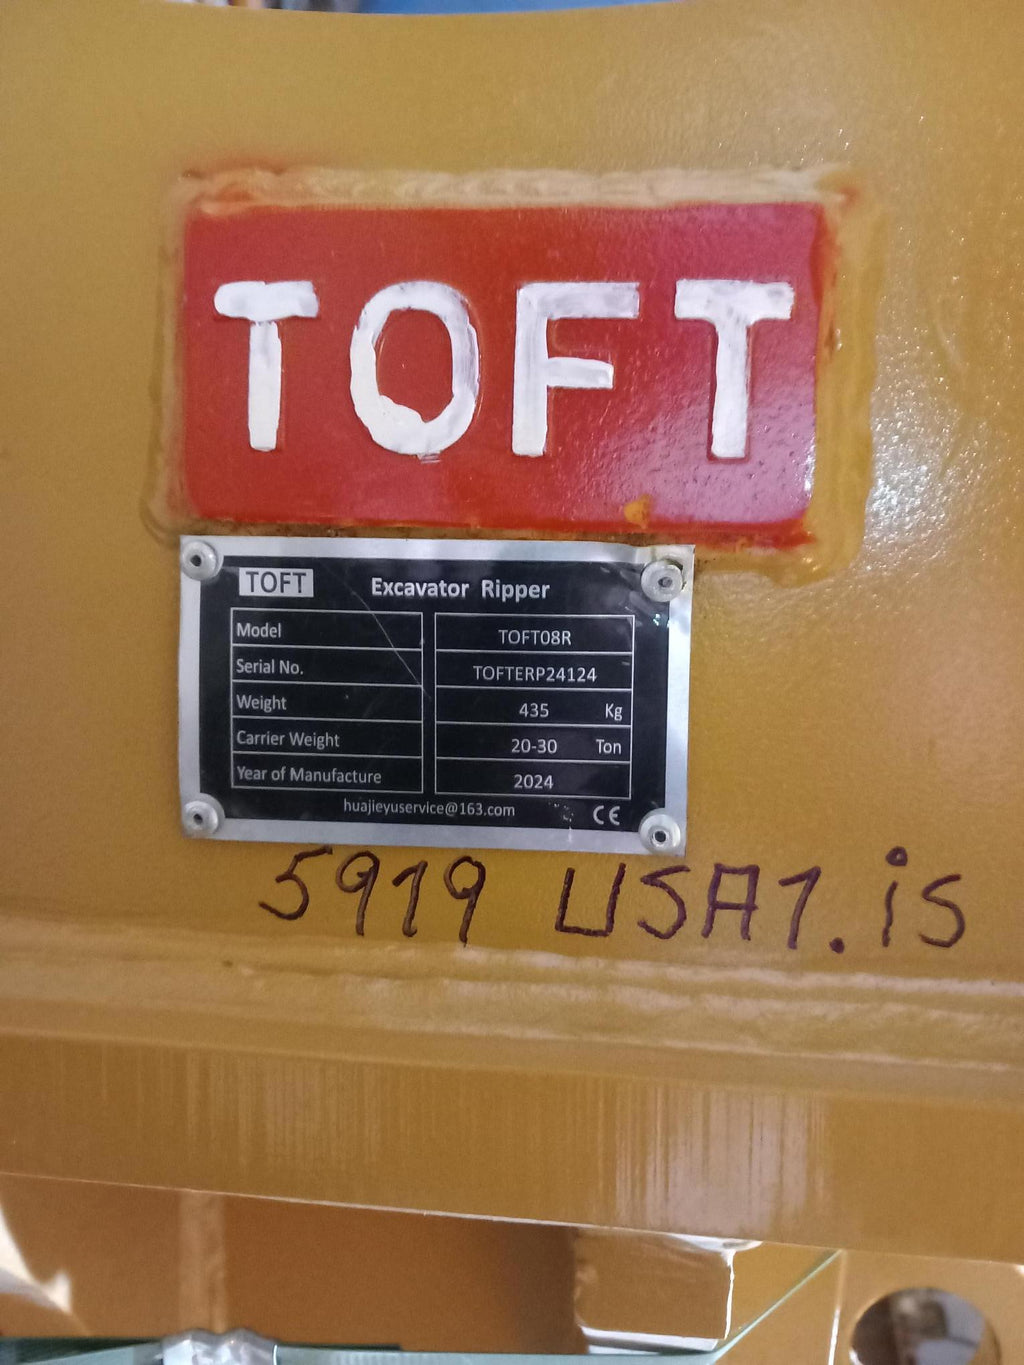 TOFT
TOFT Excavator Ripper
Model TOFT08R
Serial No. TOFTERP24124
Weight 435 Kg
Carrier Weight 20-30 Ton
Year of Manufacture 2024
huajieyuservice@163.com CE
5919 USA1.is